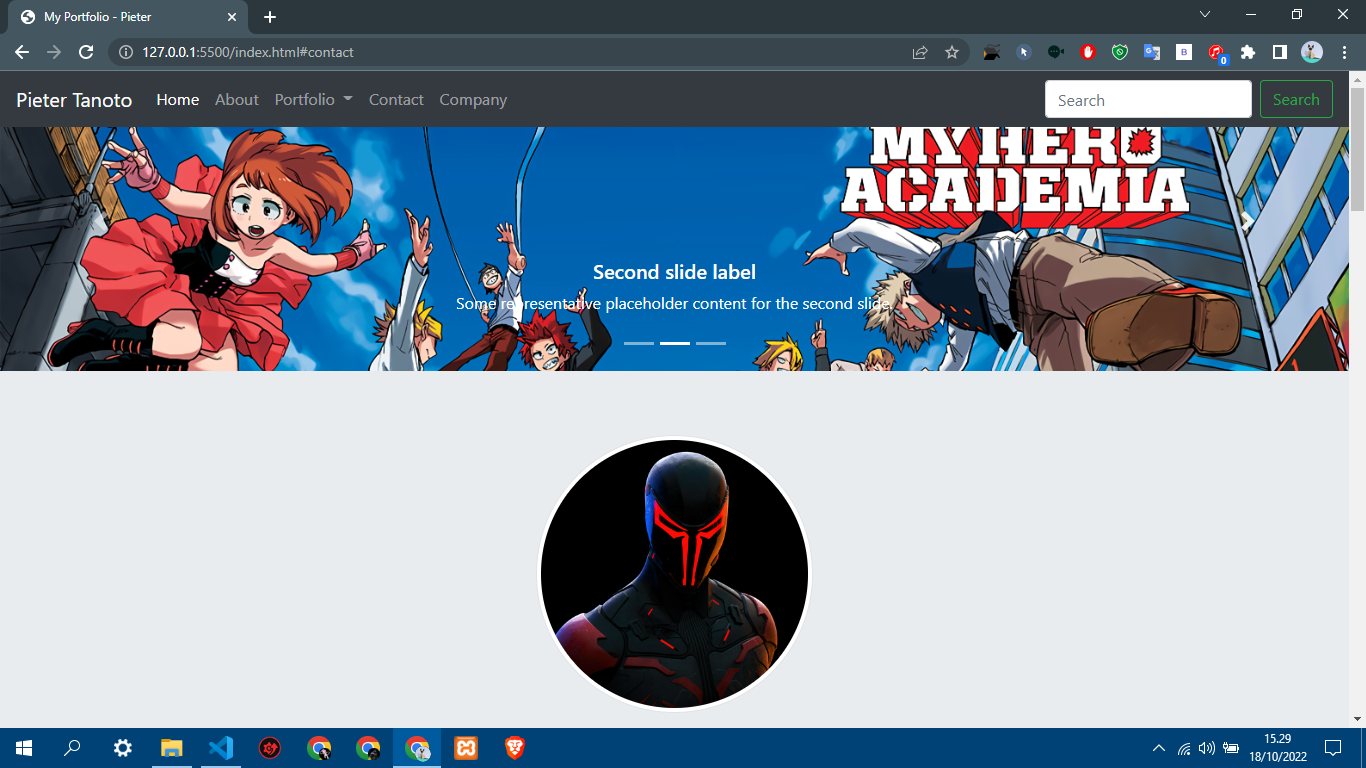 My Portfolio - Pieter
127.0.0.1:5500/index.html#contact
B
0
Pieter Tanoto Home About Portfolio Contact Company Search Search
MY HERO
ACADEMIA
Second slide label
Some representative placeholder content for the second slide.
15.29
18/10/2022